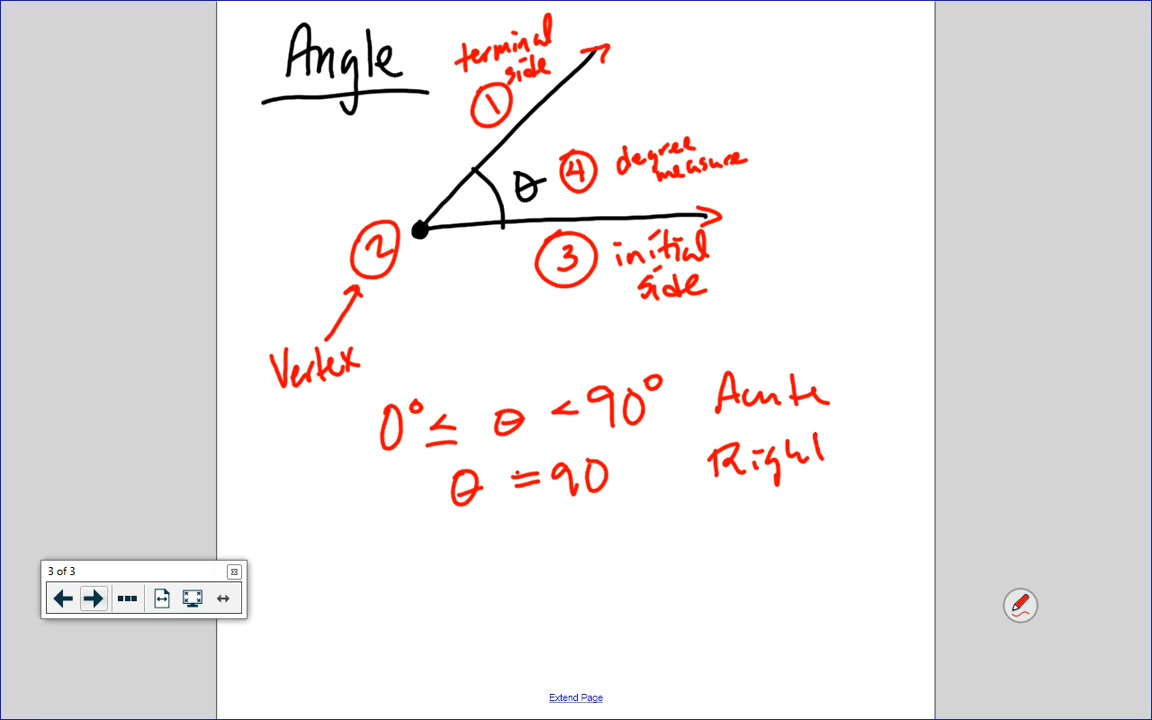 Angle
terminal
side
1
θ
4
degree
measure
2
3
initial
side
Vertex
0° ≤ θ < 90° Acute
θ = 90 Right
3 of 3
Extend Page